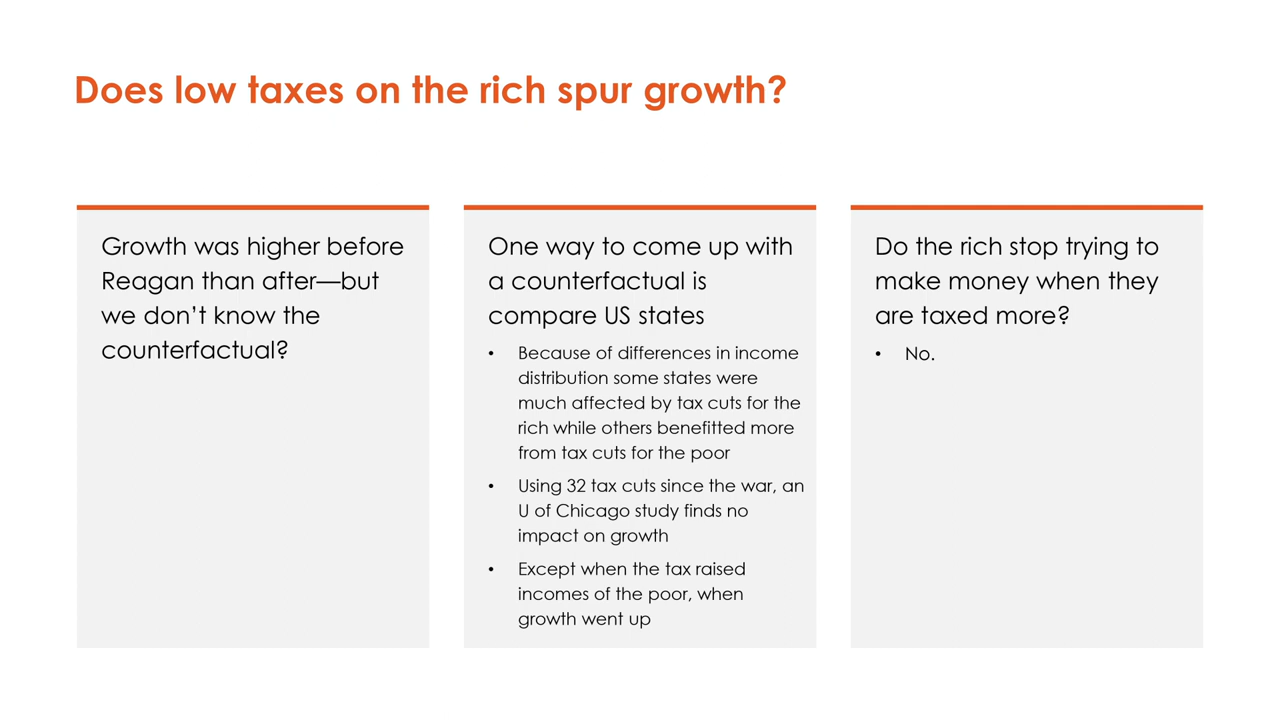 Does low taxes on the rich spur growth?
Growth was higher before
Reagan than after—but
we don’t know the
counterfactual?
One way to come up with
a counterfactual is
compare US states
• Because of differences in income
distribution some states were
much affected by tax cuts for the
rich while others benefitted more
from tax cuts for the poor
• Using 32 tax cuts since the war, an
U of Chicago study finds no
impact on growth
• Except when the tax raised
incomes of the poor, when
growth went up
Do the rich stop trying to
make money when they
are taxed more?
• No.